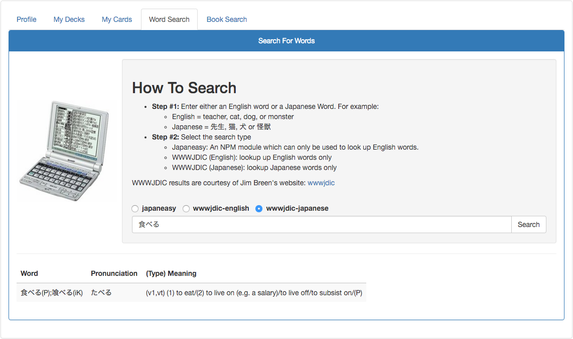 Profile My Decks My Cards Word Search Book Search
Search For Words
How To Search
Step #1: Enter either an English word or a Japanese Word. For example:
English = teacher, cat, dog, or monster
Japanese = 先生, 猫, 犬 or 怪獣
Step #2: Select the search type
Japaneasy: An NPM module which can only be used to look up English words.
WWWJDIC (English): lookup up English words only
WWWJDIC (Japanese): lookup Japanese words only
WWWJDIC results are courtesy of Jim Breen's website: wwwjdic
japaneasy wwwjdic-english wwwjdic-japanese
食べる Search
Word Pronunciation (Type) Meaning
食べる(P);喰べる(iK) たべる (v1,vt) (1) to eat/(2) to live on (e.g. a salary)/to live off/to subsist on/(P)